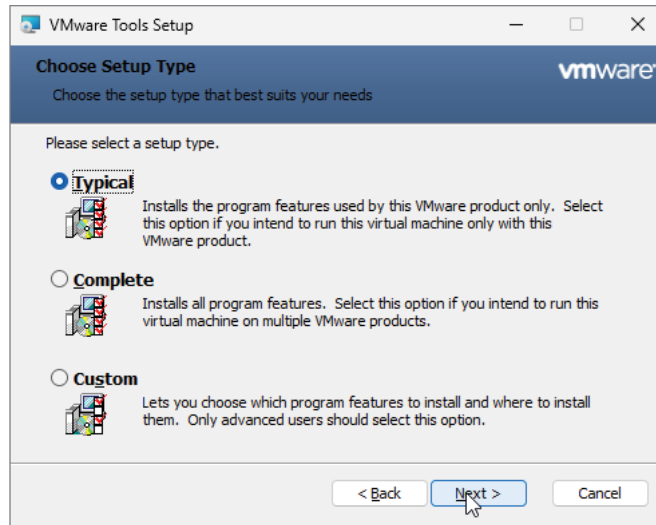 VMware Tools Setup
Choose Setup Type
Choose the setup type that best suits your needs
vmware
Please select a setup type.
Typical
Installs the program features used by this VMware product only. Select
this option if you intend to run this virtual machine only with this
VMware product.
Complete
Installs all program features. Select this option if you intend to run this
virtual machine on multiple VMware products.
Custom
Lets you choose which program features to install and where to install
them. Only advanced users should select this option.
< Back Next > Cancel